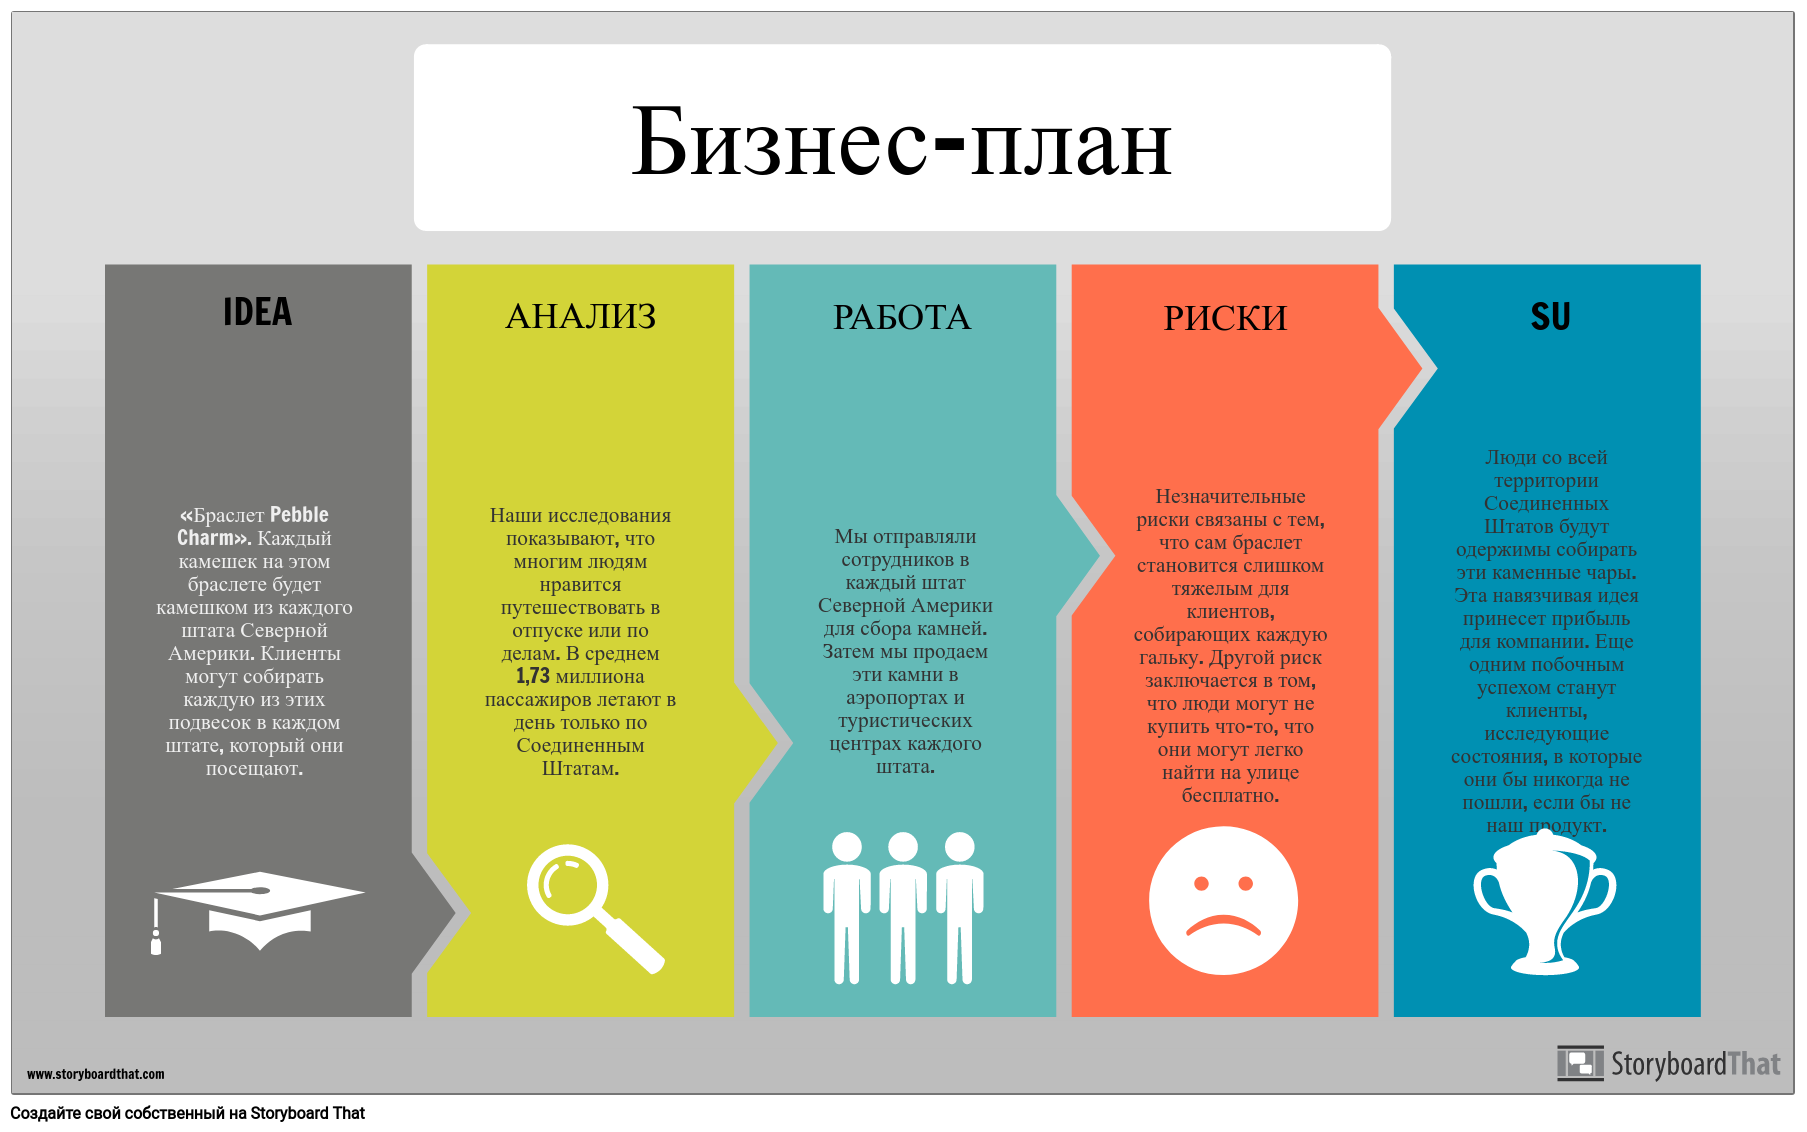 Бизнес-план
IDEA
«Браслет Pebble
Charm». Каждый
камешек на этом
браслете будет
камешком из каждого
штата Северной
Америки. Клиенты
могут собирать
каждую из этих
подвесок в каждом
штате, который они
посещают.
АНАЛИЗ
Наши исследования
показывают, что
многим людям
нравится
путешествовать в
отпуске или по
делам. В среднем
1,73 миллиона
пассажиров летают в
день только по
Соединенным
Штатам.
РАБОТА
Мы отправляли
сотрудников в
каждый штат
Северной Америки
для сбора камней.
Затем мы продаем
эти камни в
аэропортах и
туристических
центрах каждого
штата.
РИСКИ
Незначительные
риски связаны с тем,
что сам браслет
становится слишком
тяжелым для
клиентов,
собирающих каждую
гальку. Другой риск
заключается в том,
что люди могут не
купить что-то, что
они могут легко
найти на улице
бесплатно.
SU
Люди со всей
территории
Соединенных
Штатов будут
одержимы собирать
эти каменные чары.
Эта навязчивая идея
принесет прибыль
для компании. Еще
одним побочным
успехом станут
клиенты,
исследующие
состояния, в которые
они бы никогда не
пошли, если бы не
наш продукт.
www.storyboardthat.com
StoryboardThat
Создайте свой собственный на Storyboard That